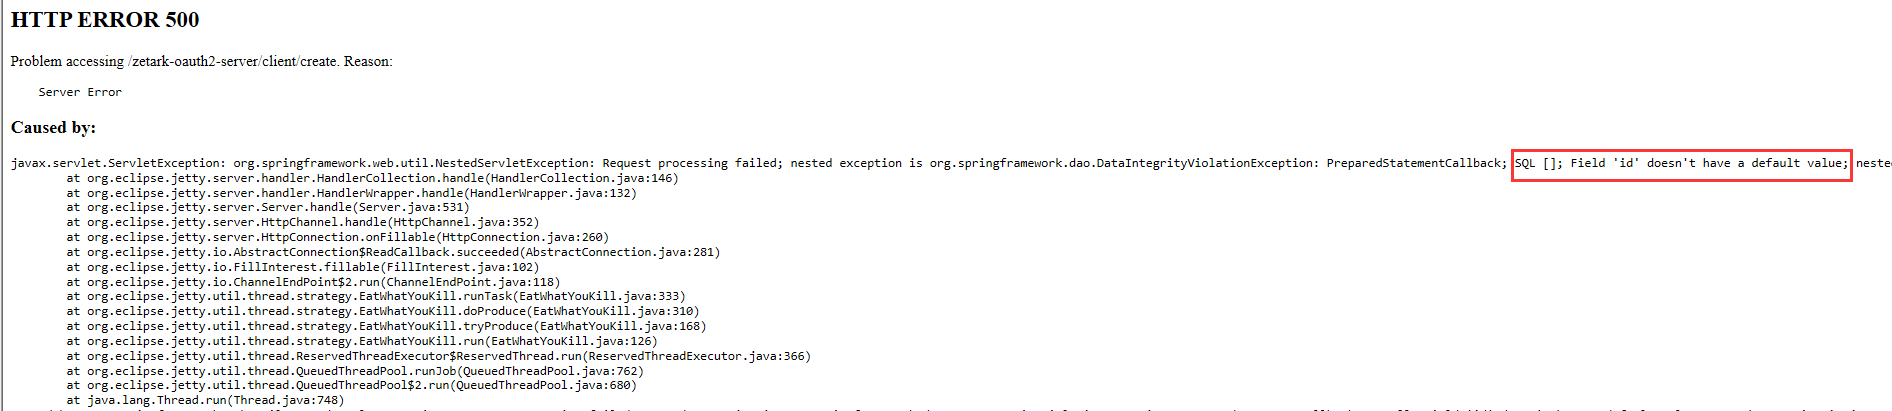 HTTP ERROR 500
Problem accessing /zetark-oauth2-server/client/create. Reason:
Server Error
Caused by:
javax.servlet.ServletException: org.springframework.web.util.NestedServletException: Request processing failed; nested exception is org.springframework.dao.DataIntegrityViolationException: PreparedStatementCallback; SQL []; Field 'id' doesn't have a default value; neste
at org.eclipse.jetty.server.handler.HandlerCollection.handle(HandlerCollection.java:146)
at org.eclipse.jetty.server.handler.HandlerWrapper.handle(HandlerWrapper.java:132)
at org.eclipse.jetty.server.Server.handle(Server.java:531)
at org.eclipse.jetty.server.HttpChannel.handle(HttpChannel.java:352)
at org.eclipse.jetty.server.HttpConnection.onFillable(HttpConnection.java:260)
at org.eclipse.jetty.io.AbstractConnection$ReadCallback.succeeded(AbstractConnection.java:281)
at org.eclipse.jetty.io.FillInterest.fillable(FillInterest.java:102)
at org.eclipse.jetty.io.ChannelEndPoint$2.run(ChannelEndPoint.java:118)
at org.eclipse.jetty.util.thread.strategy.EatWhatYouKill.runTask(EatWhatYouKill.java:333)
at org.eclipse.jetty.util.thread.strategy.EatWhatYouKill.doProduce(EatWhatYouKill.java:310)
at org.eclipse.jetty.util.thread.strategy.EatWhatYouKill.tryProduce(EatWhatYouKill.java:168)
at org.eclipse.jetty.util.thread.strategy.EatWhatYouKill.run(EatWhatYouKill.java:126)
at org.eclipse.jetty.util.thread.ReservedThreadExecutor$ReservedThread.run(ReservedThreadExecutor.java:366)
at org.eclipse.jetty.util.thread.QueuedThreadPool.runJob(QueuedThreadPool.java:762)
at org.eclipse.jetty.util.thread.QueuedThreadPool$2.run(QueuedThreadPool.java:680)
at java.lang.Thread.run(Thread.java:748)